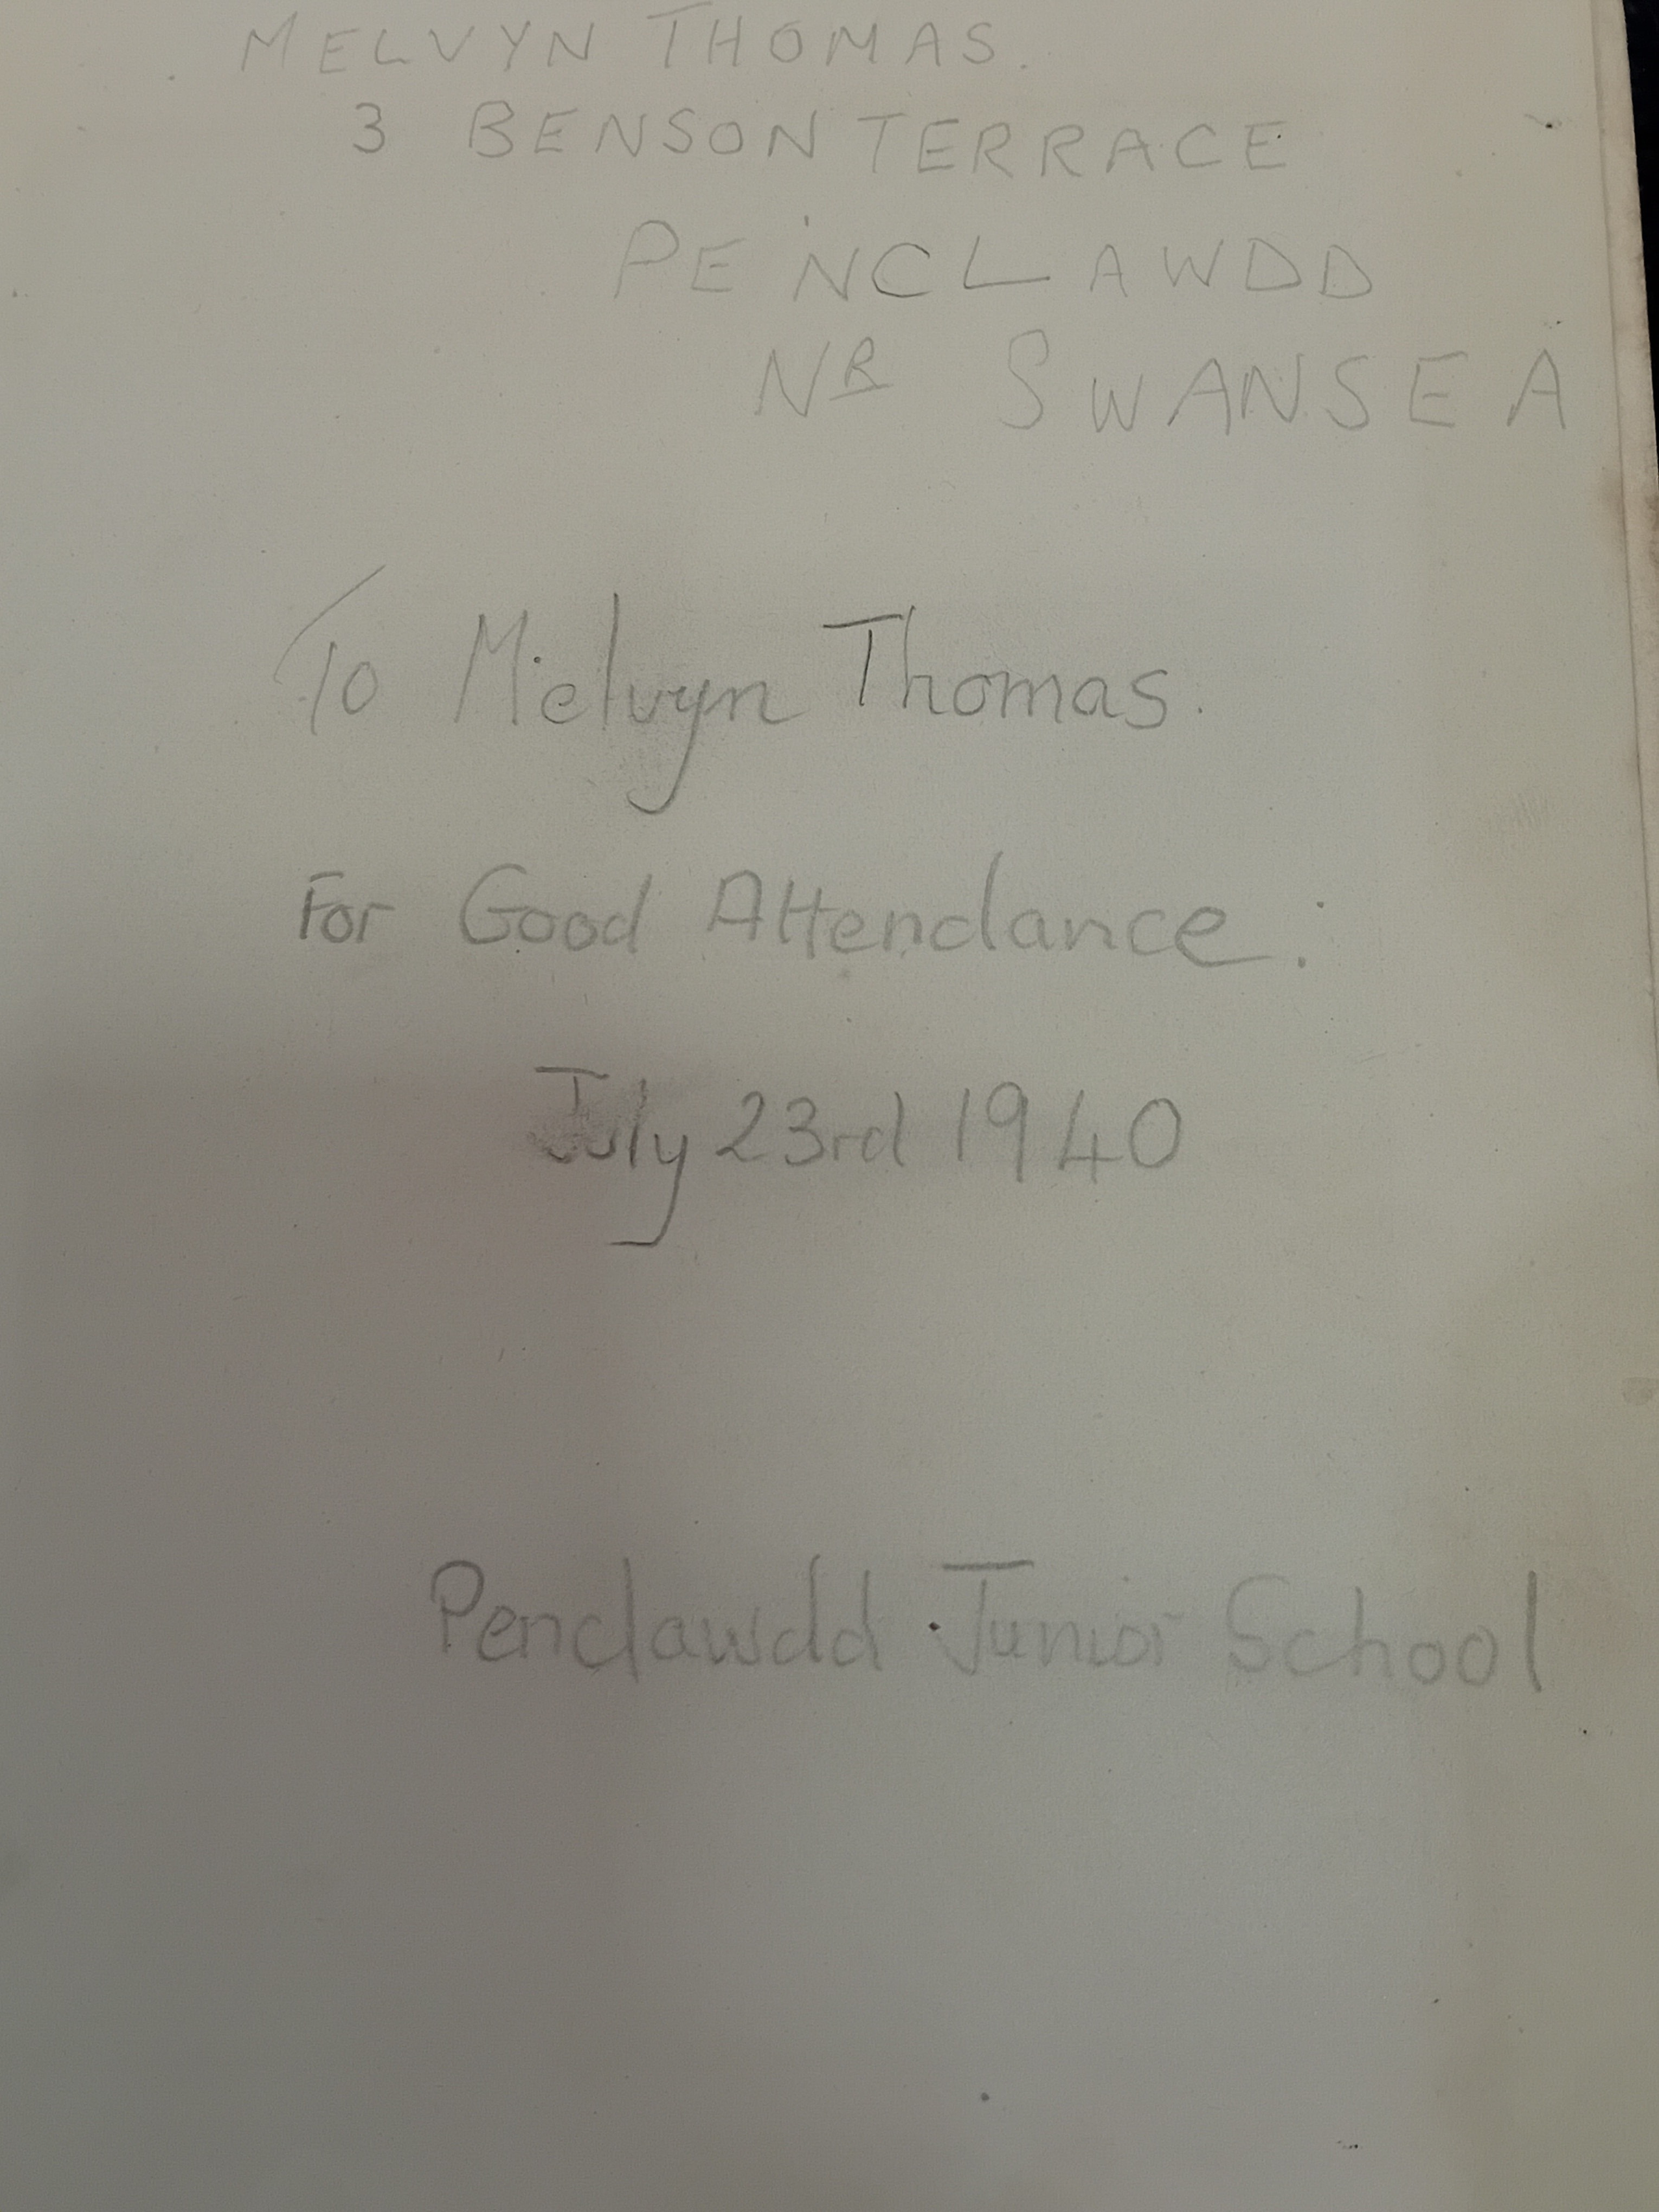 MELVYN THOMAS.
3 BENSON TERRACE
PENCLAWDD
NR SWANSEA
To Melvyn Thomas.
For Good Attendance.
July 23rd 1940
Penclawdd Junior School